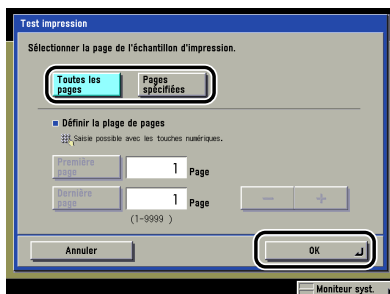 Test impression
Sélectionner la page de l'échantillon d'impression.
Toutes les pages
Pages spécifiées
Définir la plage de pages
Saisie possible avec les touches numériques.
Première page
1 Page
Dernière page
1 Page
- +
(1-9999 )
Annuler
OK
Moniteur syst.